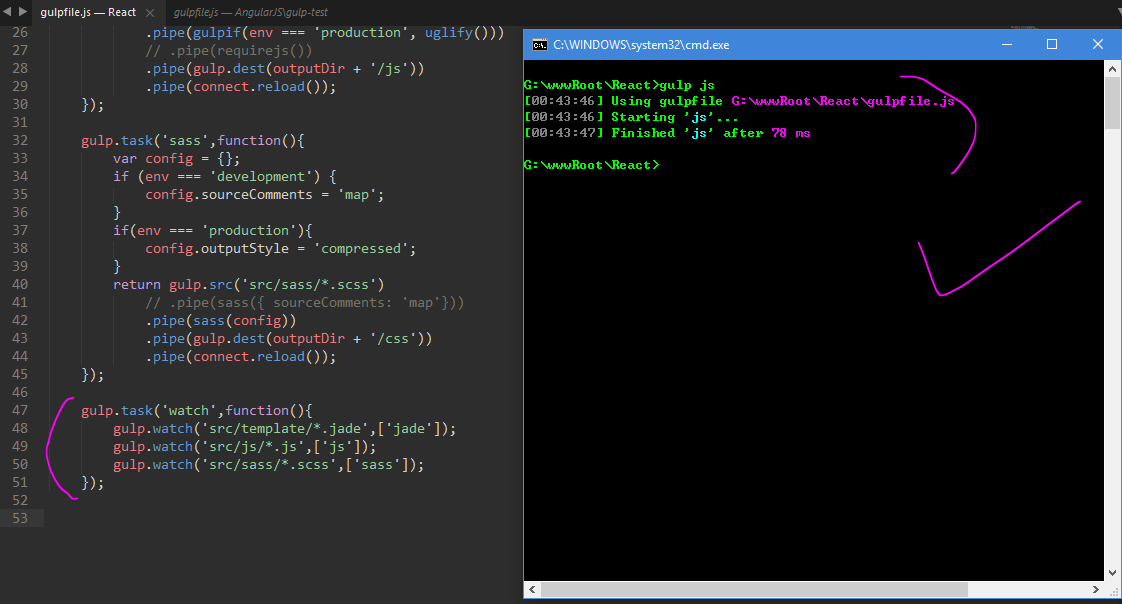 gulpfile.js — React
gulpfile.js — AngularJS\gulp-test
26 .pipe(gulpif(env === 'production', uglify()))
27 // .pipe(requirejs())
28 .pipe(gulp.dest(outputDir + '/js'))
29 .pipe(connect.reload());
30 });
31
32 gulp.task('sass',function(){
33 var config = {};
34 if (env === 'development') {
35 config.sourceComments = 'map';
36 }
37 if(env === 'production'){
38 config.outputStyle = 'compressed';
39 }
40 return gulp.src('src/sass/*.scss')
41 // .pipe(sass({ sourceComments: 'map'}))
42 .pipe(sass(config))
43 .pipe(gulp.dest(outputDir + '/css'))
44 .pipe(connect.reload());
45 });
46
47 gulp.task('watch',function(){
48 gulp.watch('src/template/*.jade',['jade']);
49 gulp.watch('src/js/*.js',['js']);
50 gulp.watch('src/sass/*.scss',['sass']);
51 });
52
53
C:\WINDOWS\system32\cmd.exe
G:\wwwRoot\React>gulp js
[00:43:46] Using gulpfile G:\wwwRoot\React\gulpfile.js
[00:43:46] Starting 'js'...
[00:43:47] Finished 'js' after 78 ms
G:\wwwRoot\React>